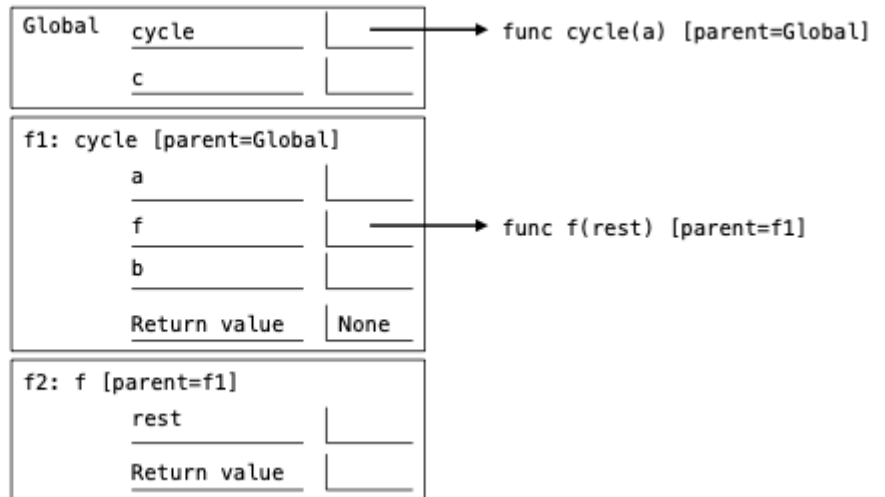 Global cycle func cycle(a) [parent=Global]
c
f1: cycle [parent=Global]
a
f func f(rest) [parent=f1]
b
Return value None
f2: f [parent=f1]
rest
Return value